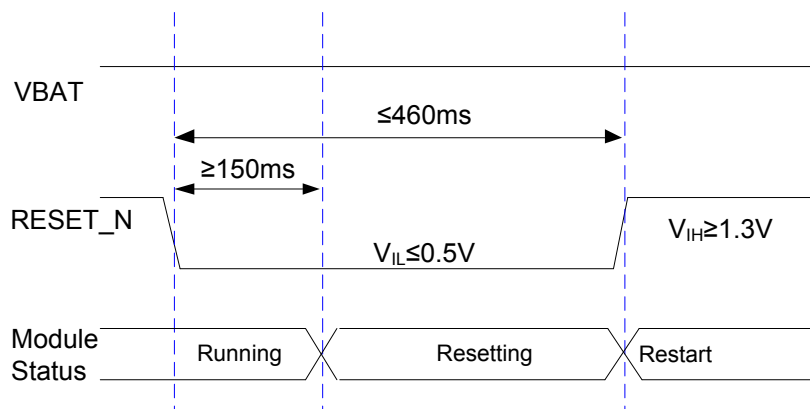 VBAT
≤460ms
≥150ms
RESET_N
VIL≤0.5V
VIH≥1.3V
Module
Status
Running
Resetting
Restart